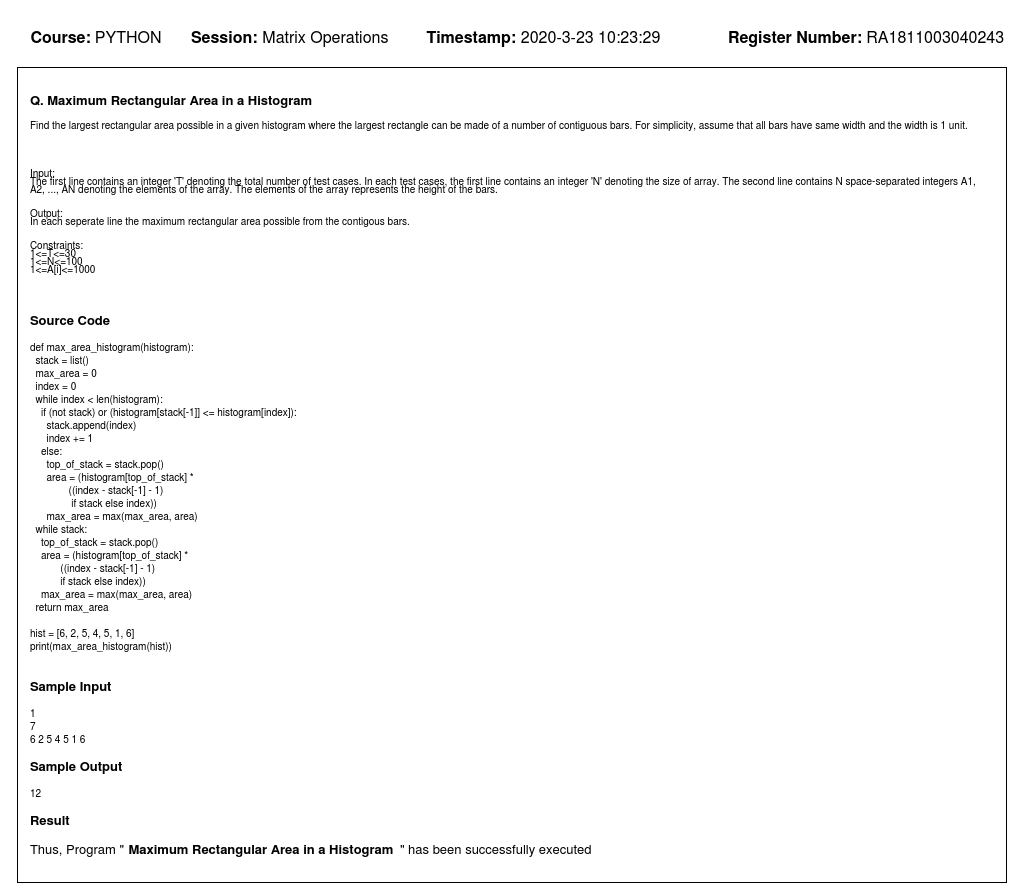 Course: PYTHON Session: Matrix Operations Timestamp: 2020-3-23 10:23:29 Register Number: RA1811003040243
Q. Maximum Rectangular Area in a Histogram
Find the largest rectangular area possible in a given histogram where the largest rectangle can be made of a number of contiguous bars. For simplicity, assume that all bars have same width and the width is 1 unit.
Input:
The first line contains an integer 'T' denoting the total number of test cases. In each test cases, the first line contains an integer 'N' denoting the size of array. The second line contains N space-separated integers A1,
A2, ..., AN denoting the elements of the array. The elements of the array represents the height of the bars.
Output:
In each seperate line the maximum rectangular area possible from the contigous bars.
Constraints:
1<=T<=30
1<=N<=100
1<=A[i]<=1000
Source Code
def max_area_histogram(histogram):
  stack = list()
  max_area = 0
  index = 0
  while index < len(histogram):
    if (not stack) or (histogram[stack[-1]] <= histogram[index]):
      stack.append(index)
      index += 1
    else:
      top_of_stack = stack.pop()
      area = (histogram[top_of_stack] *
              ((index - stack[-1] - 1)
               if stack else index))
      max_area = max(max_area, area)
  while stack:
    top_of_stack = stack.pop()
    area = (histogram[top_of_stack] *
           ((index - stack[-1] - 1)
           if stack else index))
    max_area = max(max_area, area)
  return max_area
hist = [6, 2, 5, 4, 5, 1, 6]
print(max_area_histogram(hist))
Sample Input
1
7
6 2 5 4 5 1 6
Sample Output
12
Result
Thus, Program " Maximum Rectangular Area in a Histogram " has been successfully executed